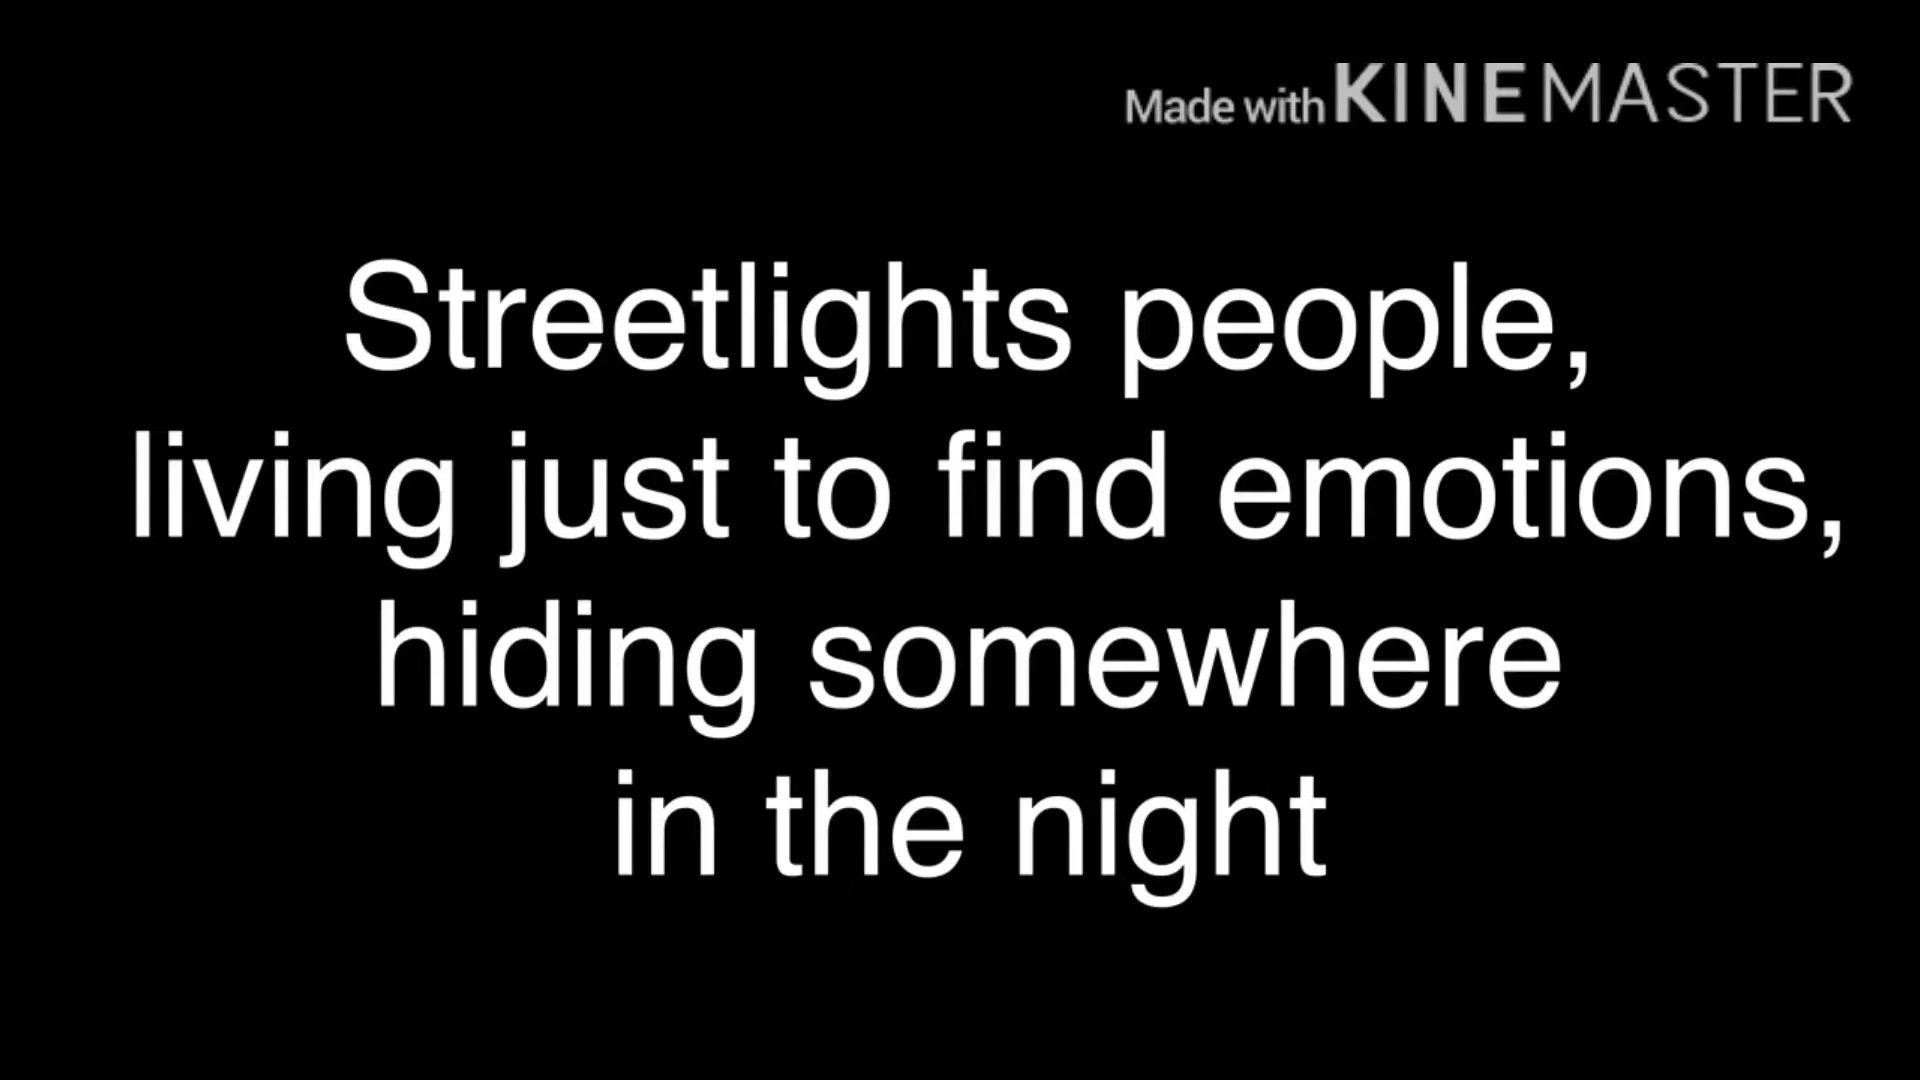 Made with KINEMASTER
Streetlights people,
living just to find emotions,
hiding somewhere
in the night